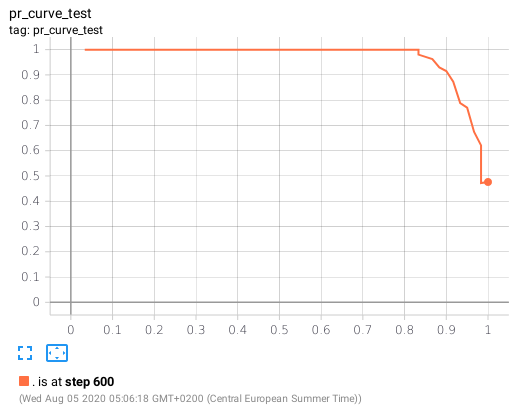 pr_curve_test
tag: pr_curve_test
1
0.9
0.8
0.7
0.6
0.5
0.4
0.3
0.2
0.1
0
0 0.1 0.2 0.3 0.4 0.5 0.6 0.7 0.8 0.9 1
. is at step 600
(Wed Aug 05 2020 05:06:18 GMT+0200 (Central European Summer Time))